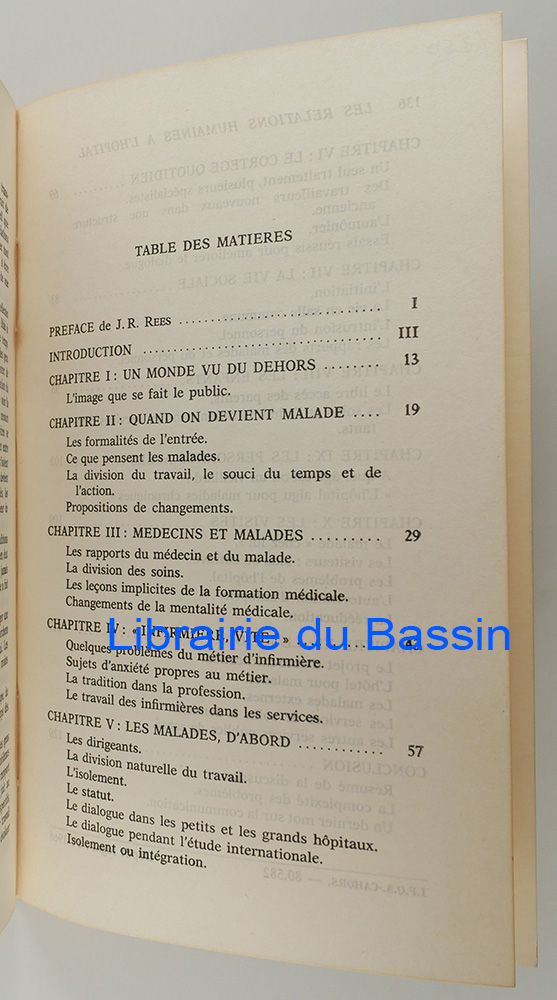 TABLE DES MATIERES
PREFACE de J. R. REES .................... I
INTRODUCTION .................... III
CHAPITRE I : UN MONDE VU DU DEHORS ........ 13
L'image que se fait le public.
CHAPITRE II : QUAND ON DEVIENT MALADE .... 19
Les formalités de l'entrée.
Ce que pensent les malades.
La division du travail, le souci du temps et de
l'action.
Propositions de changements.
CHAPITRE III : MEDECINS ET MALADES ......... 29
Les rapports du médecin et du malade.
La division des soins.
Les leçons implicites de la formation médicale.
Changements de la mentalité médicale.
CHAPITRE IV : «INFIRMIERE, VITE !»
Librairie du Bassin
Quelques problèmes du métier d'infirmière.
Sujets d'anxiété propres au métier.
La tradition dans la profession.
Le travail des infirmières dans les services.
CHAPITRE V : LES MALADES, D'ABORD ............ 57
Les dirigeants.
La division naturelle du travail.
L'isolement.
Le statut.
Le dialogue dans les petits et les grands hôpitaux.
Le dialogue pendant l'étude internationale.
Isolement ou intégration.